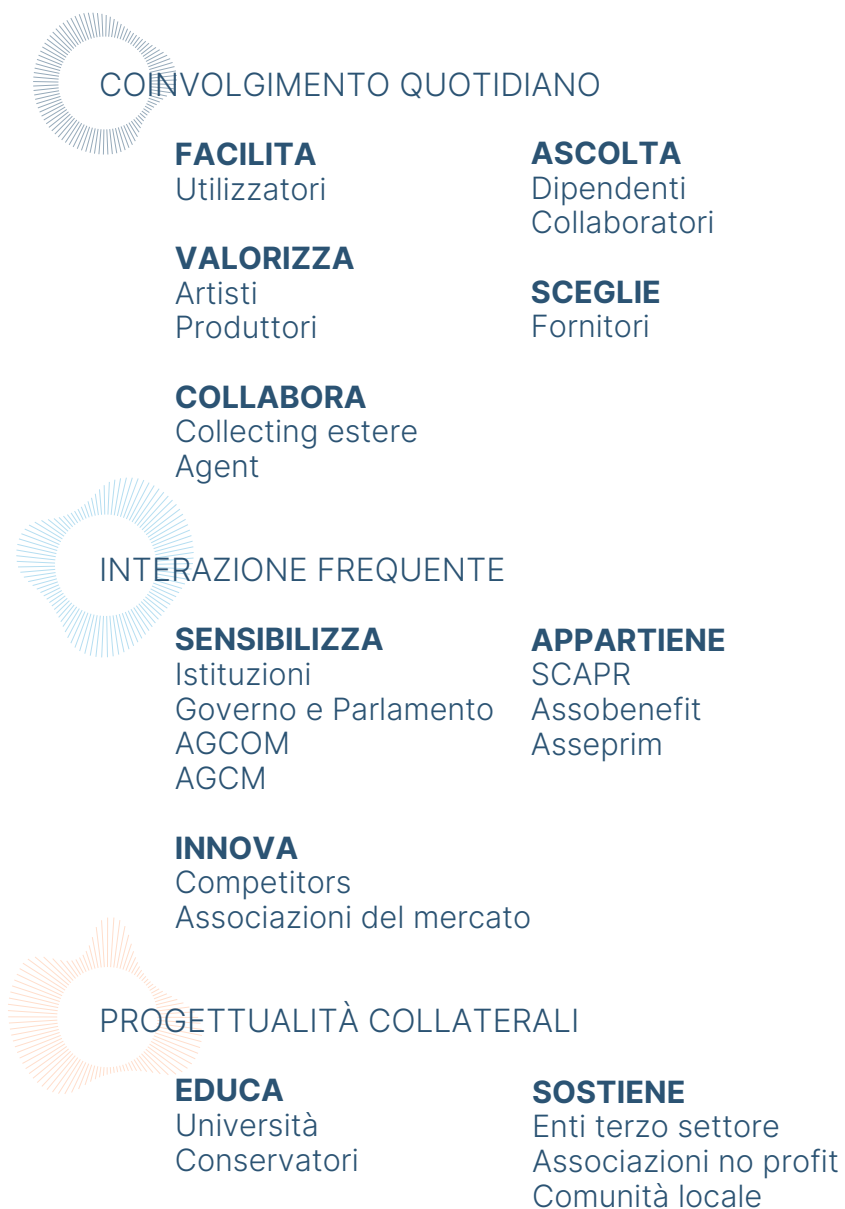 COINVOLGIMENTO QUOTIDIANO
FACILITA
Utilizzatori
VALORIZZA
Artisti
Produttori
COLLABORA
Collecting estere
Agent
ASCOLTA
Dipendenti
Collaboratori
SCEGLIE
Fornitori
INTERAZIONE FREQUENTE
SENSIBILIZZA
Istituzioni
Governo e Parlamento
AGCOM
AGCM
INNOVA
Competitors
Associazioni del mercato
APPARTIENE
SCAPR
Assobenefit
Asseprim
PROGETTUALITÀ COLLATERALI
EDUCA
Università
Conservatori
SOSTIENE
Enti terzo settore
Associazioni no profit
Comunità locale